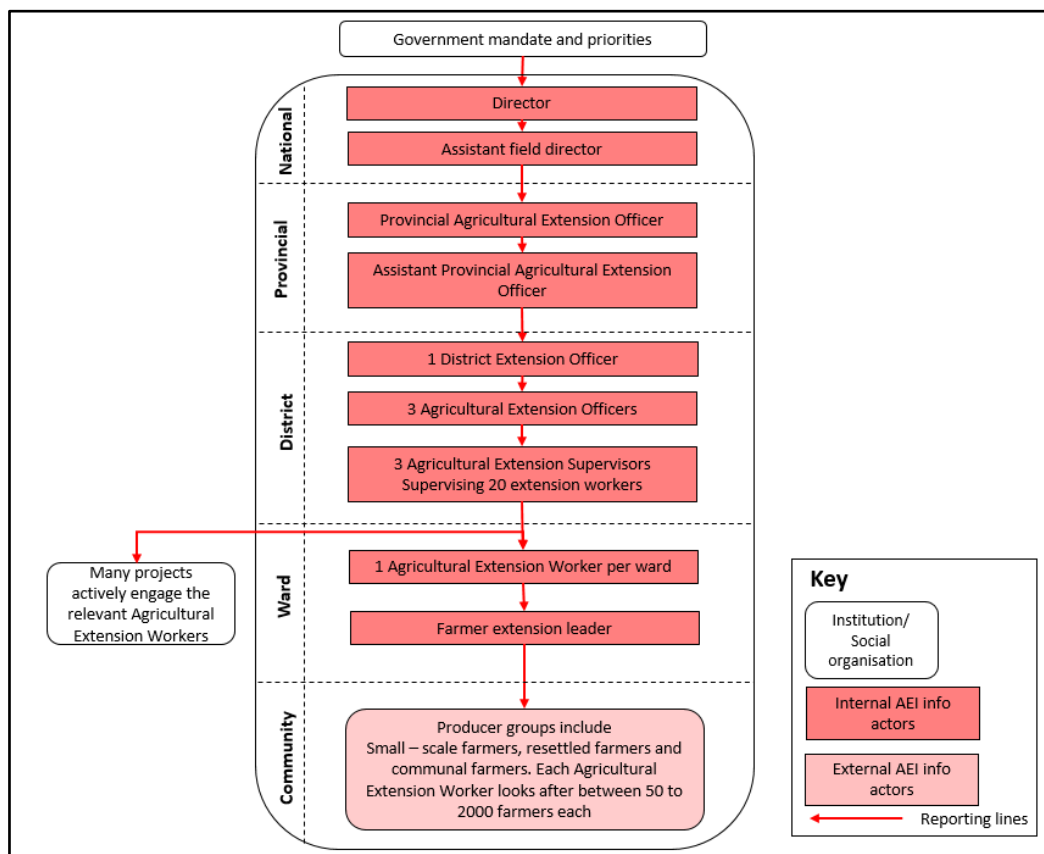 Government mandate and priorities
National
Director
Assistant field director
Provincial
Provincial Agricultural Extension Officer
Assistant Provincial Agricultural Extension
Officer
District
1 District Extension Officer
3 Agricultural Extension Officers
3 Agricultural Extension Supervisors
Supervising 20 extension workers
Many projects
actively engage the
relevant Agricultural
Extension Workers
Ward
1 Agricultural Extension Worker per ward
Farmer extension leader
Community
Producer groups include
Small – scale farmers, resettled farmers and
communal farmers. Each Agricultural
Extension Worker looks after between 50 to
2000 farmers each
Key
Institution/
Social
organisation
Internal AEI info
actors
External AEI info
actors
Reporting lines